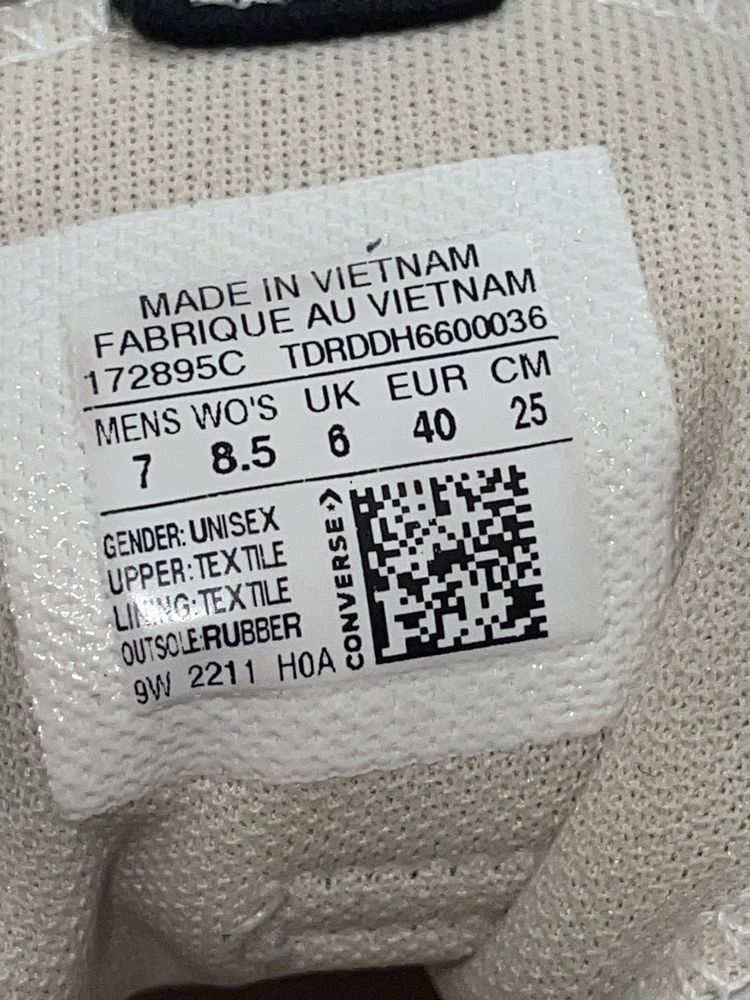 MADE IN VIETNAM
FABRIQUE AU VIETNAM
172895C TDRDDH6600036
MENS WO'S UK EUR CM
7 8.5 6 40 25
GENDER: UNISEX
UPPER: TEXTILE
LINING: TEXTILE
OUTSOLE: RUBBER
9W 2211 H0A
CONVERSE